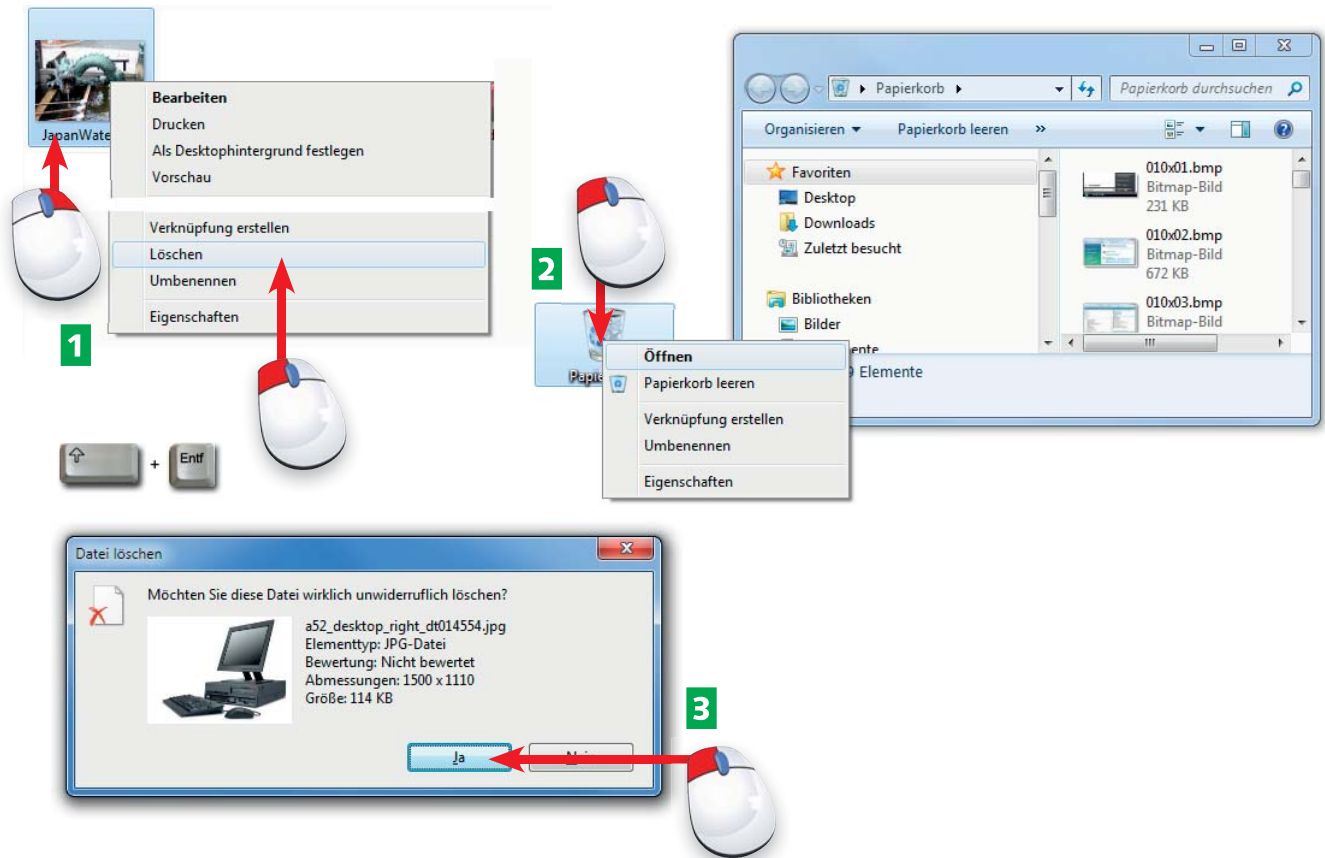 JapanWate
Bearbeiten
Drucken
Als Desktophintergrund festlegen
Vorschau
Verknüpfung erstellen
Löschen
Umbenennen
Eigenschaften
1
+
Entf
2
Öffnen
Papierkorb leeren
Verknüpfung erstellen
Umbenennen
Eigenschaften
Papierkorb
Papierkorb durchsuchen
Organisieren
Papierkorb leeren
»
Favoriten
Desktop
Downloads
Zuletzt besucht
Bibliotheken
Bilder
010x01.bmp
Bitmap-Bild
231 KB
010x02.bmp
Bitmap-Bild
672 KB
010x03.bmp
Bitmap-Bild
Elemente
Datei löschen
Möchten Sie diese Datei wirklich unwiderruflich löschen?
a52_desktop_right_dt014554.jpg
Elementtyp: JPG-Datei
Bewertung: Nicht bewertet
Abmessungen: 1500 x 1110
Größe: 114 KB
Ja
3